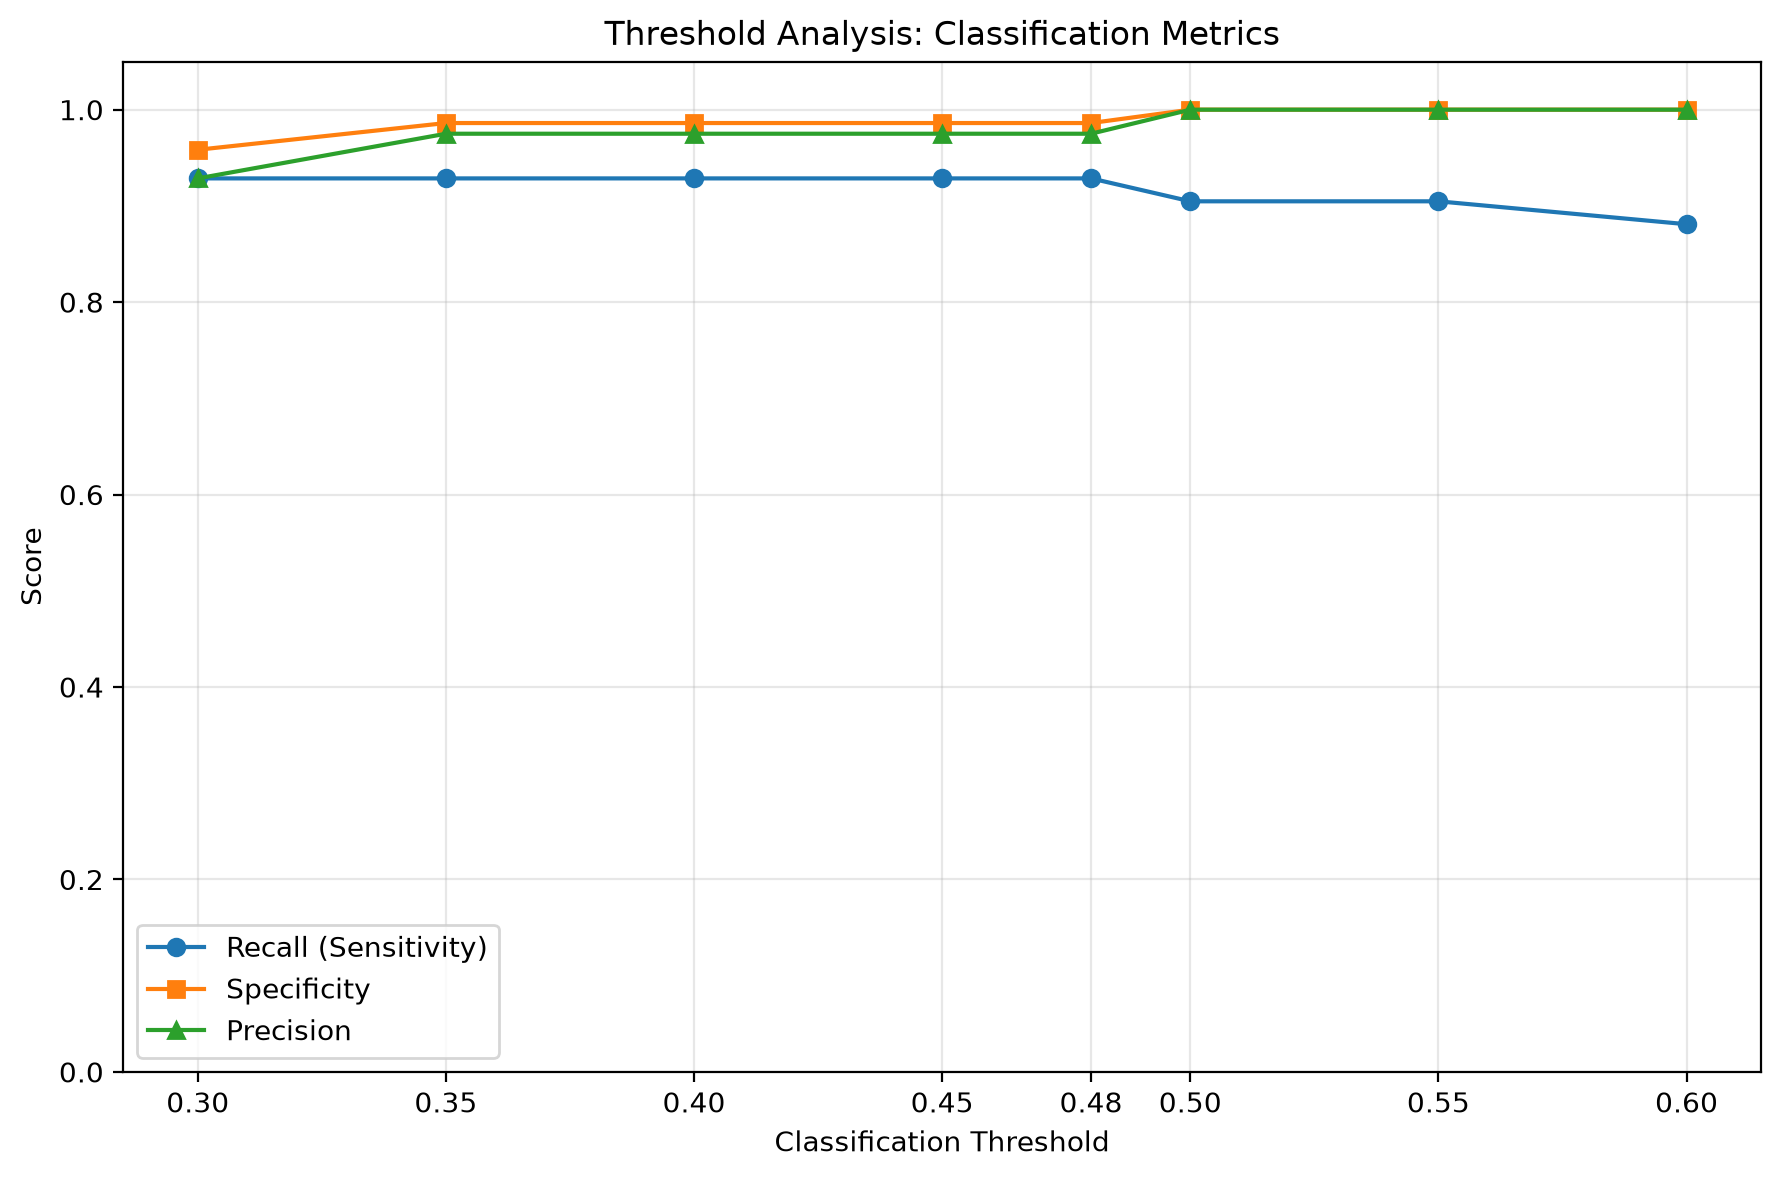 Threshold Analysis: Classification Metrics
1.0
0.8
0.6
0.4
0.2
0.0
Score
Recall (Sensitivity)
Specificity
Precision
0.30 0.35 0.40 0.45 0.48 0.50 0.55 0.60
Classification Threshold